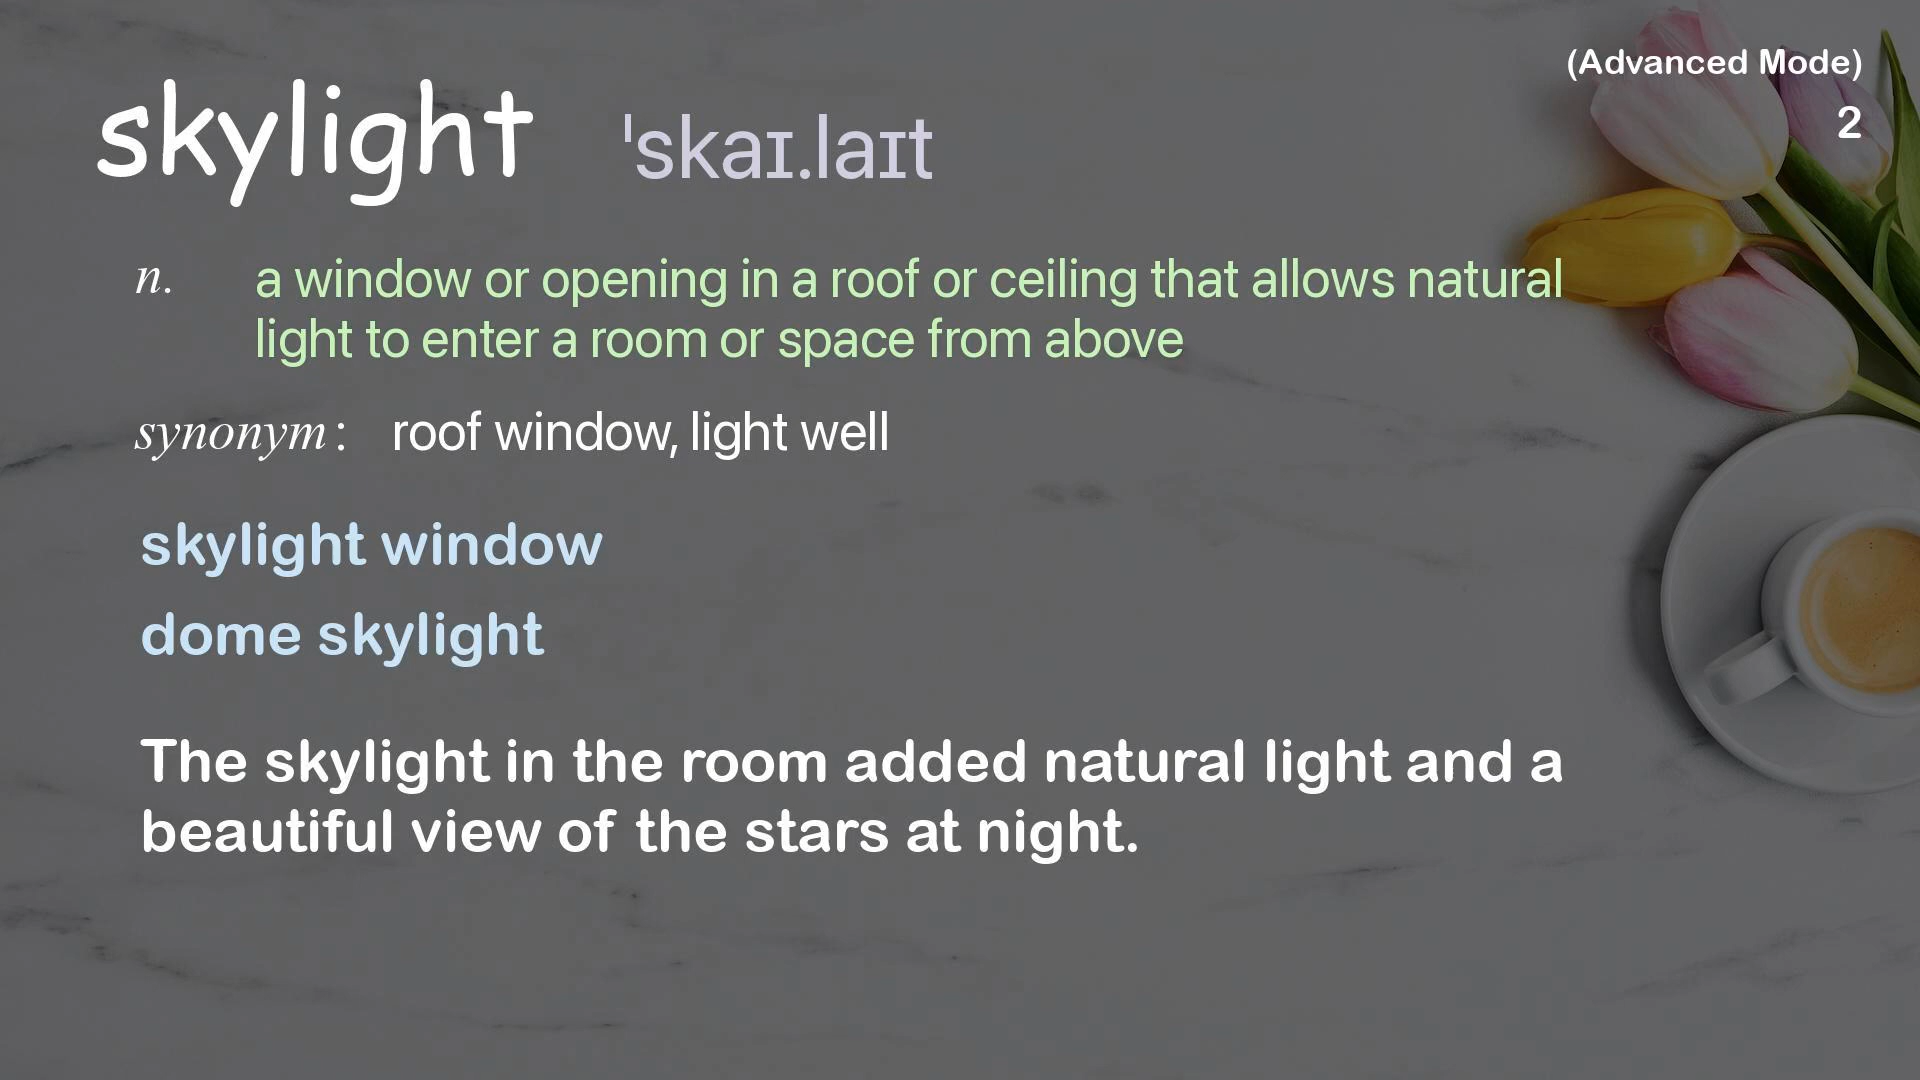 (Advanced Mode)
2
skylight ˈskaɪ.laɪt
n. a window or opening in a roof or ceiling that allows natural
light to enter a room or space from above
synonym: roof window, light well
skylight window
dome skylight
The skylight in the room added natural light and a
beautiful view of the stars at night.